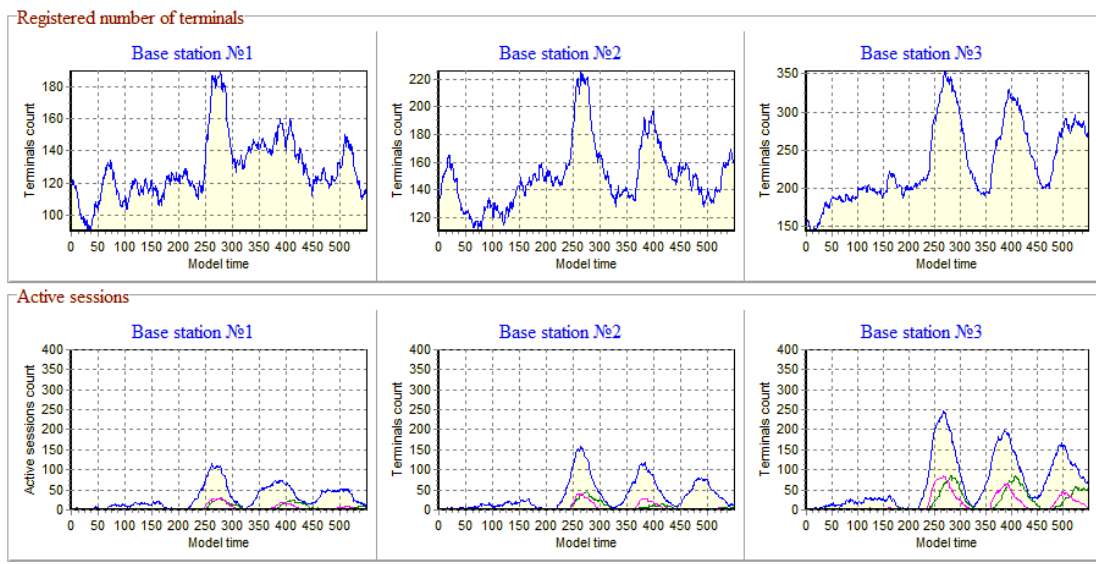 Registered number of terminals
Base station №1
Base station №2
Base station №3
Terminals count
180
160
140
120
100
0 50 100 150 200 250 300 350 400 450 500
Model time
Terminals count
220
200
180
160
140
120
0 50 100 150 200 250 300 350 400 450 500
Model time
Terminals count
350
300
250
200
150
0 50 100 150 200 250 300 350 400 450 500
Model time
Active sessions
Base station №1
Base station №2
Base station №3
Active sessions count
400
350
300
250
200
150
100
50
0
0 50 100 150 200 250 300 350 400 450 500
Model time
Terminals count
400
350
300
250
200
150
100
50
0
0 50 100 150 200 250 300 350 400 450 500
Model time
Terminals count
400
350
300
250
200
150
100
50
0
0 50 100 150 200 250 300 350 400 450 500
Model time